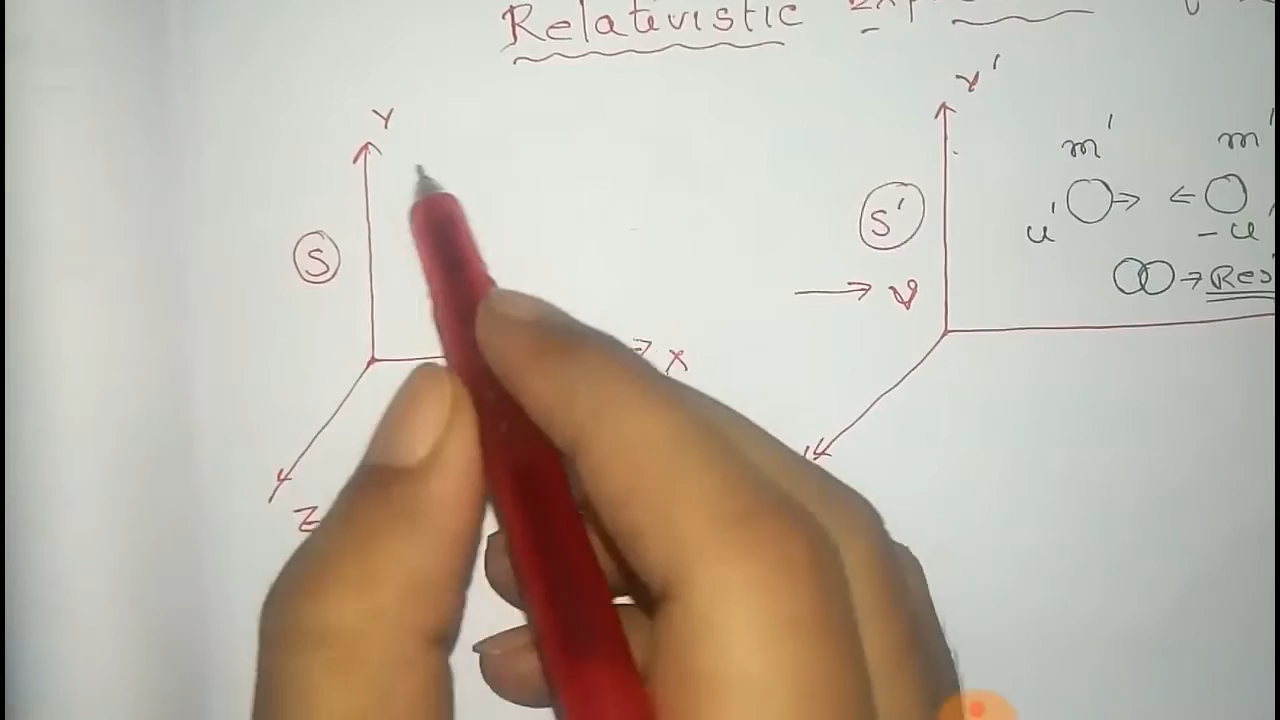 Relativistic
Y
Y'
m' m'
S
S'
u' -u'
→ v
→ Res
X
Z